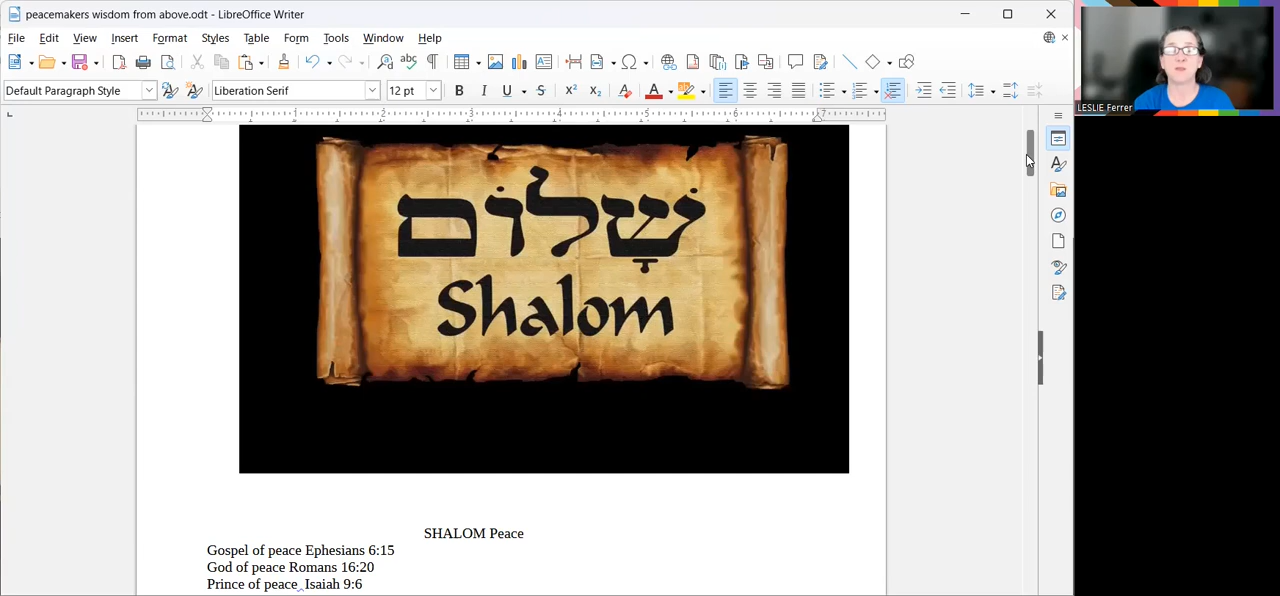 peacemakers wisdom from above.odt - LibreOffice Writer
File Edit View Insert Format Styles Table Form Tools Window Help
Default Paragraph Style Liberation Serif 12 pt
LESLIE Ferrer
שָׁלוֹם
Shalom
SHALOM Peace
Gospel of peace Ephesians 6:15
God of peace Romans 16:20
Prince of peace Isaiah 9:6